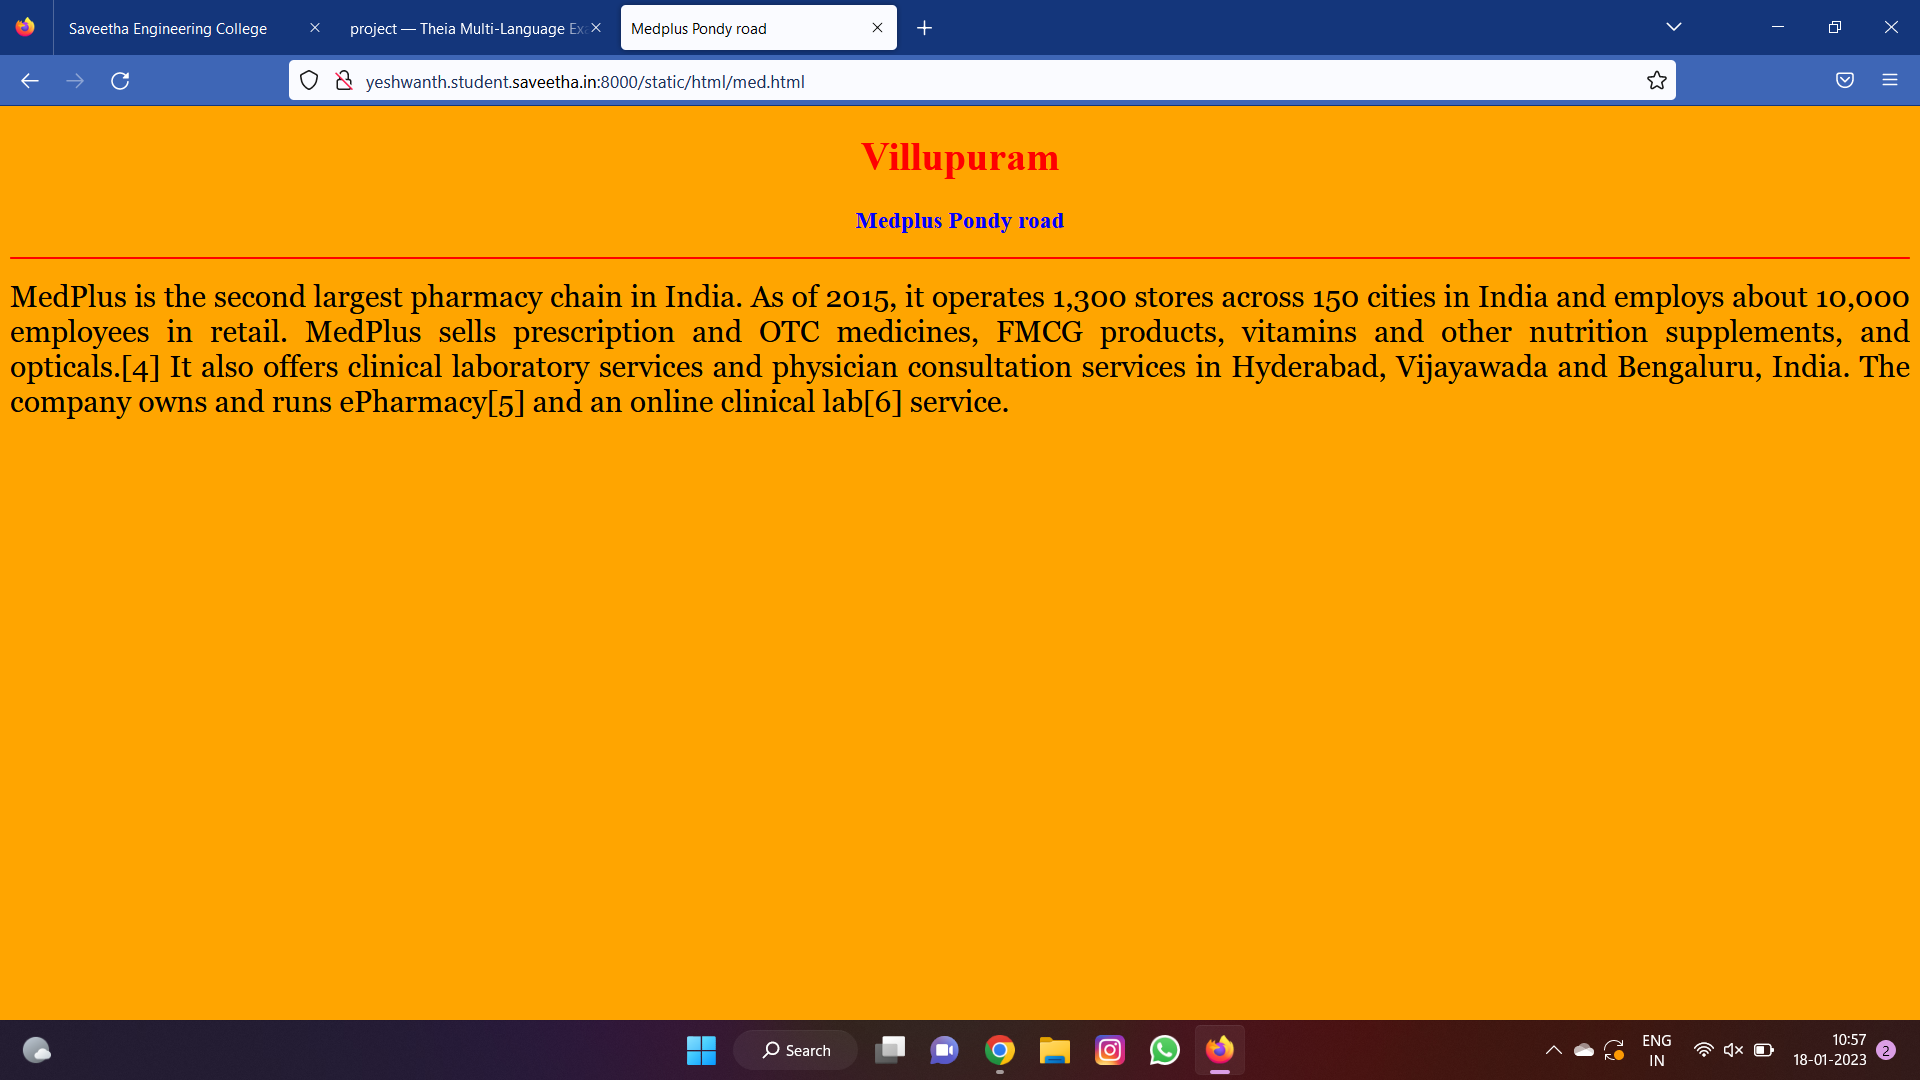 Saveetha Engineering College
project — Theia Multi-Language Ex
Medplus Pondy road
yeshwanth.student.saveetha.in:8000/static/html/med.html
Villupuram
Medplus Pondy road
MedPlus is the second largest pharmacy chain in India. As of 2015, it operates 1,300 stores across 150 cities in India and employs about 10,000
employees in retail. MedPlus sells prescription and OTC medicines, FMCG products, vitamins and other nutrition supplements, and
opticals.[4] It also offers clinical laboratory services and physician consultation services in Hyderabad, Vijayawada and Bengaluru, India. The
company owns and runs ePharmacy[5] and an online clinical lab[6] service.
Search
ENG
IN
10:57
18-01-2023
2